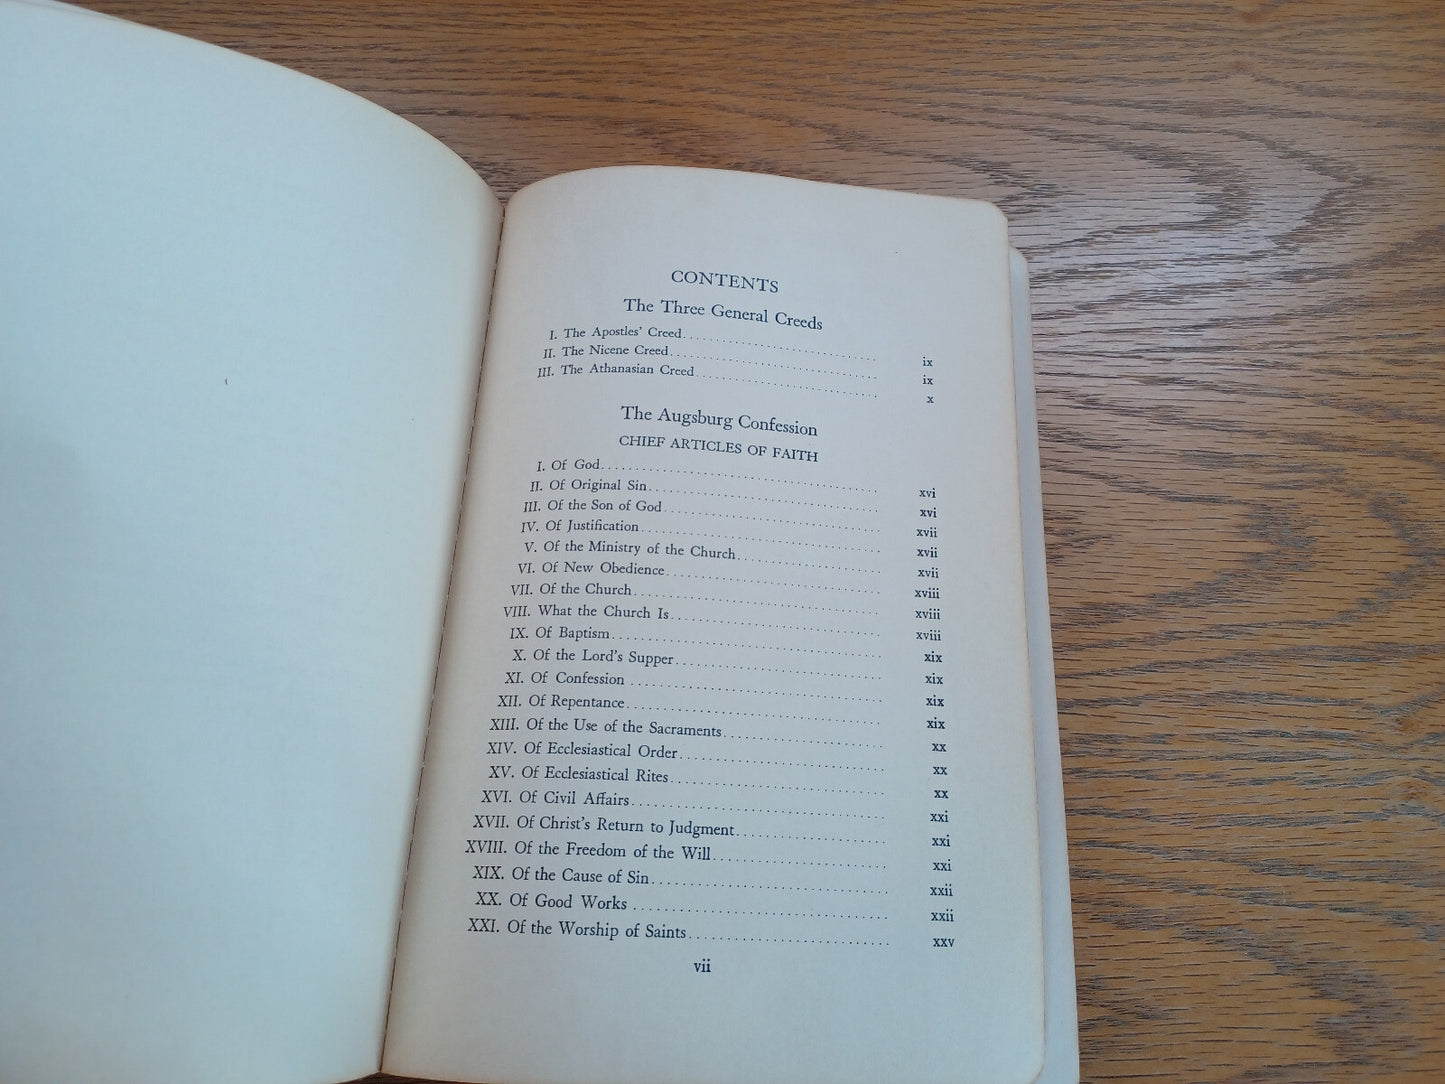 CONTENTS
The Three General Creeds
I. The Apostles' Creed ix
II. The Nicene Creed ix
III. The Athanasian Creed x
The Augsburg Confession
CHIEF ARTICLES OF FAITH
I. Of God xvi
II. Of Original Sin xvi
III. Of the Son of God xvii
IV. Of Justification xvii
V. Of the Ministry of the Church xvii
VI. Of New Obedience xviii
VII. Of the Church xviii
VIII. What the Church Is xviii
IX. Of Baptism xix
X. Of the Lord's Supper xix
XI. Of Confession xix
XII. Of Repentance xix
XIII. Of the Use of the Sacraments xx
XIV. Of Ecclesiastical Order xx
XV. Of Ecclesiastical Rites xx
XVI. Of Civil Affairs xxi
XVII. Of Christ's Return to Judgment xxi
XVIII. Of the Freedom of the Will xxi
XIX. Of the Cause of Sin xxii
XX. Of Good Works xxii
XXI. Of the Worship of Saints xxv
vii